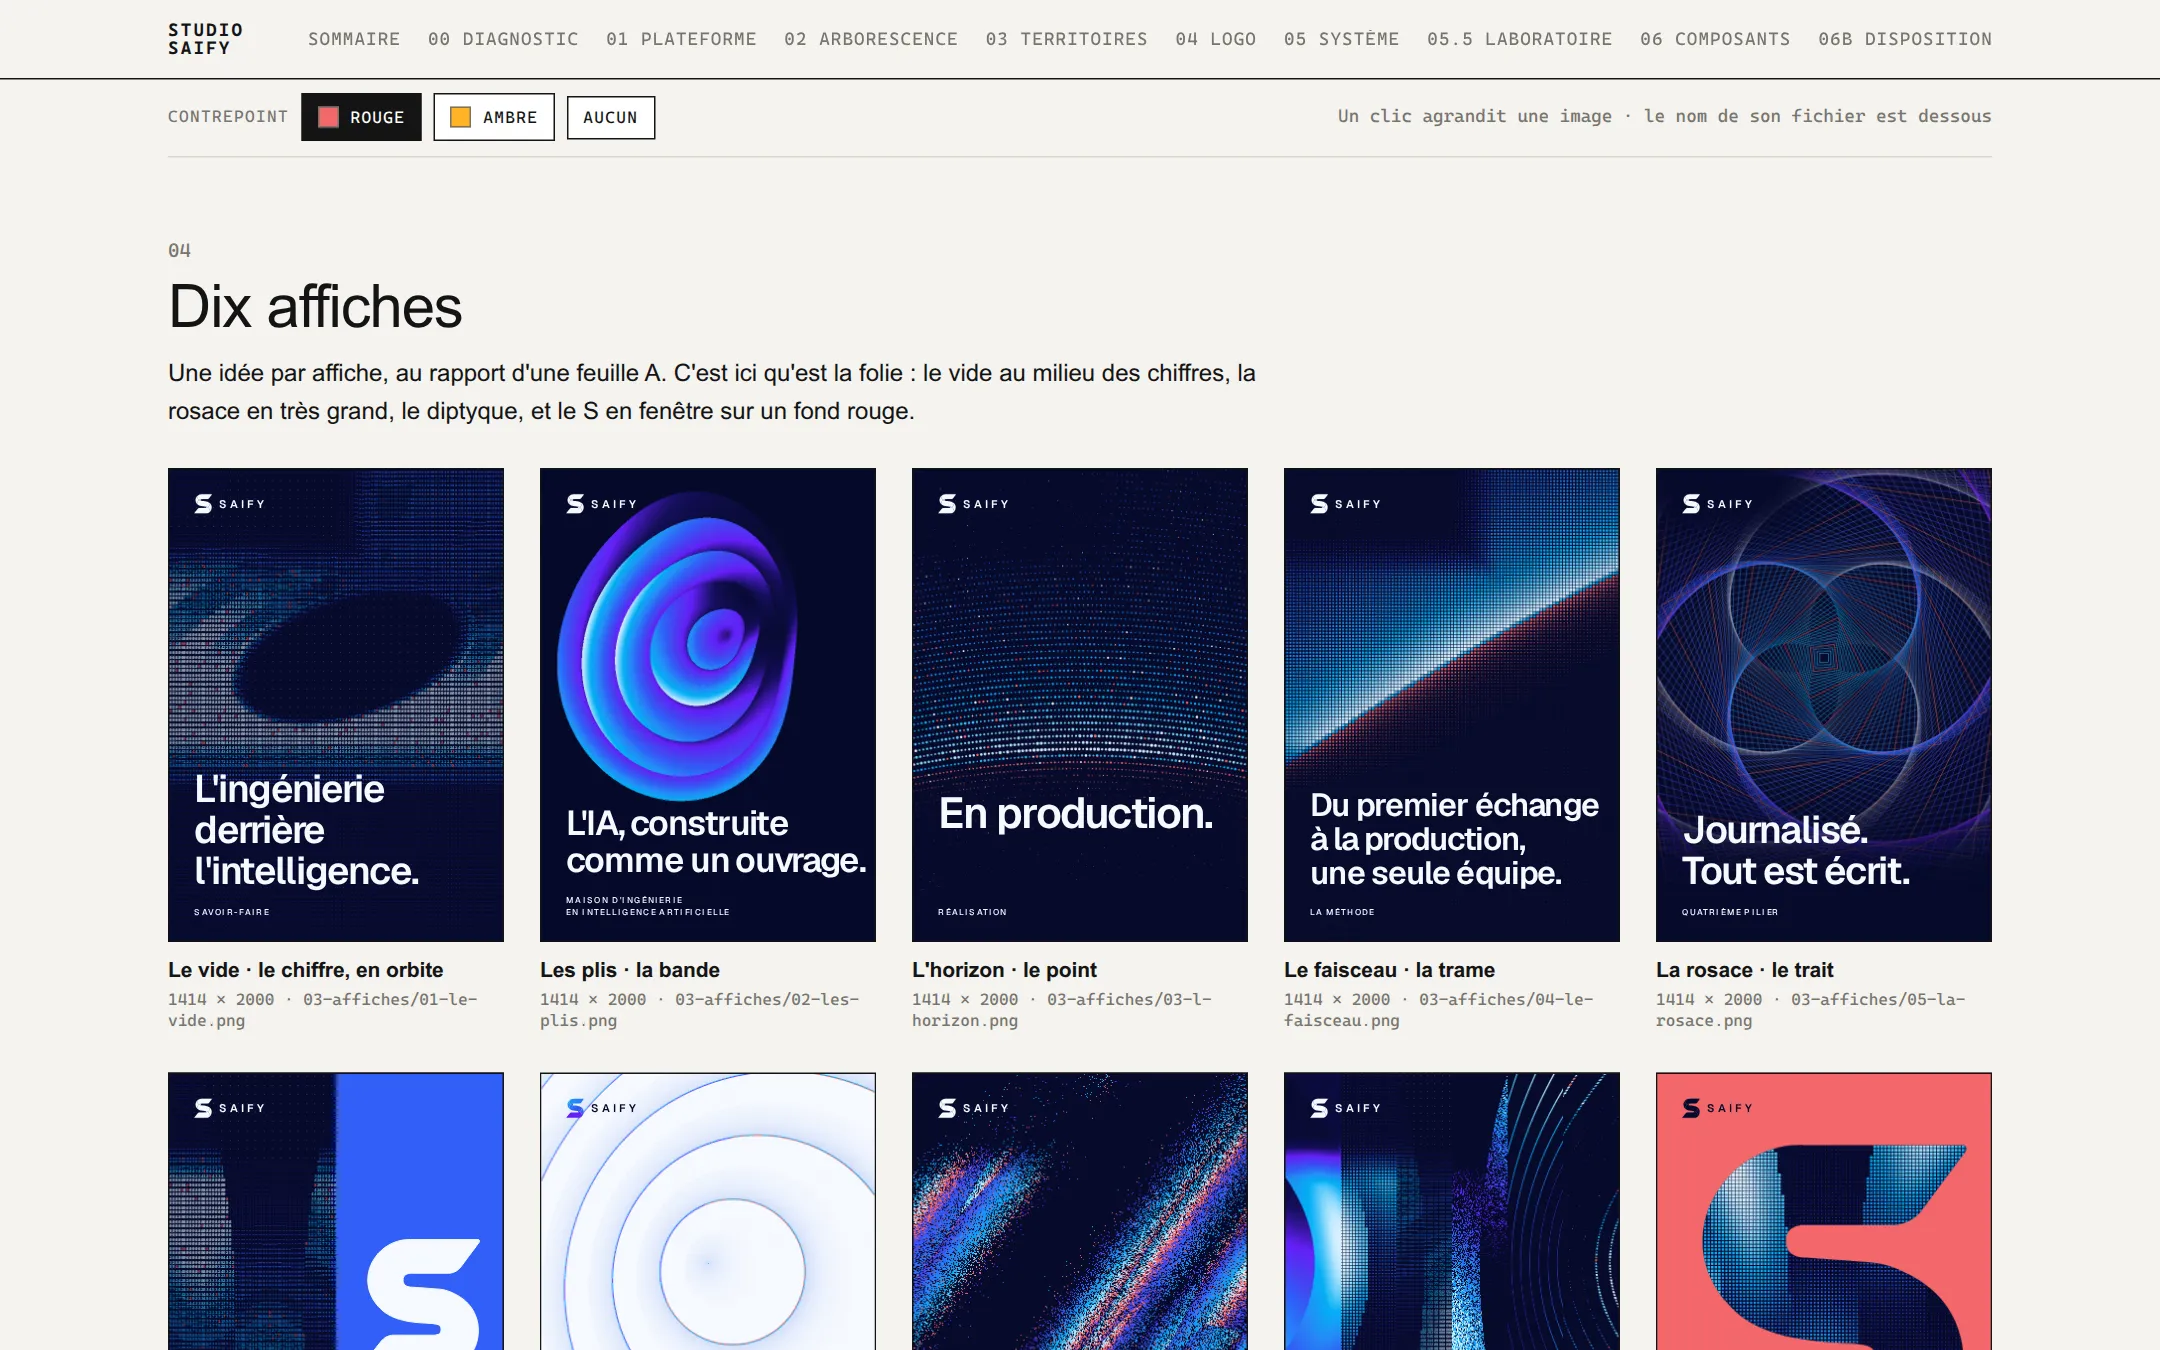 STUDIO
SAIFY
SOMMAIRE 00 DIAGNOSTIC 01 PLATEFORME 02 ARBORESCENCE 03 TERRITOIRES 04 LOGO 05 SYSTÈME 05.5 LABORATOIRE 06 COMPOSANTS 06B DISPOSITION
CONTREPOINT ROUGE AMBRE AUCUN
Un clic agrandit une image · le nom de son fichier est dessous
04
Dix affiches
Une idée par affiche, au rapport d'une feuille A. C'est ici qu'est la folie : le vide au milieu des chiffres, la
rosace en très grand, le diptyque, et le S en fenêtre sur un fond rouge.
SAIFY
L'ingénierie
derrière
l'intelligence.
SAVOIR-FAIRE
Le vide · le chiffre, en orbite
1414 × 2000 · 03-affiches/01-le-
vide.png
SAIFY
L'IA, construite
comme un ouvrage.
MAISON D'INGÉNIERIE
EN INTELLIGENCE ARTIFICIELLE
Les plis · la bande
1414 × 2000 · 03-affiches/02-les-
plis.png
SAIFY
En production.
RÉALISATION
L'horizon · le point
1414 × 2000 · 03-affiches/03-l-
horizon.png
SAIFY
Du premier échange
à la production,
une seule équipe.
LA MÉTHODE
Le faisceau · la trame
1414 × 2000 · 03-affiches/04-le-
faisceau.png
SAIFY
Journalisé.
Tout est écrit.
QUATRIÈME PILIER
La rosace · le trait
1414 × 2000 · 03-affiches/05-la-
rosace.png
SAIFY
SAIFY
SAIFY
SAIFY
SAIFY